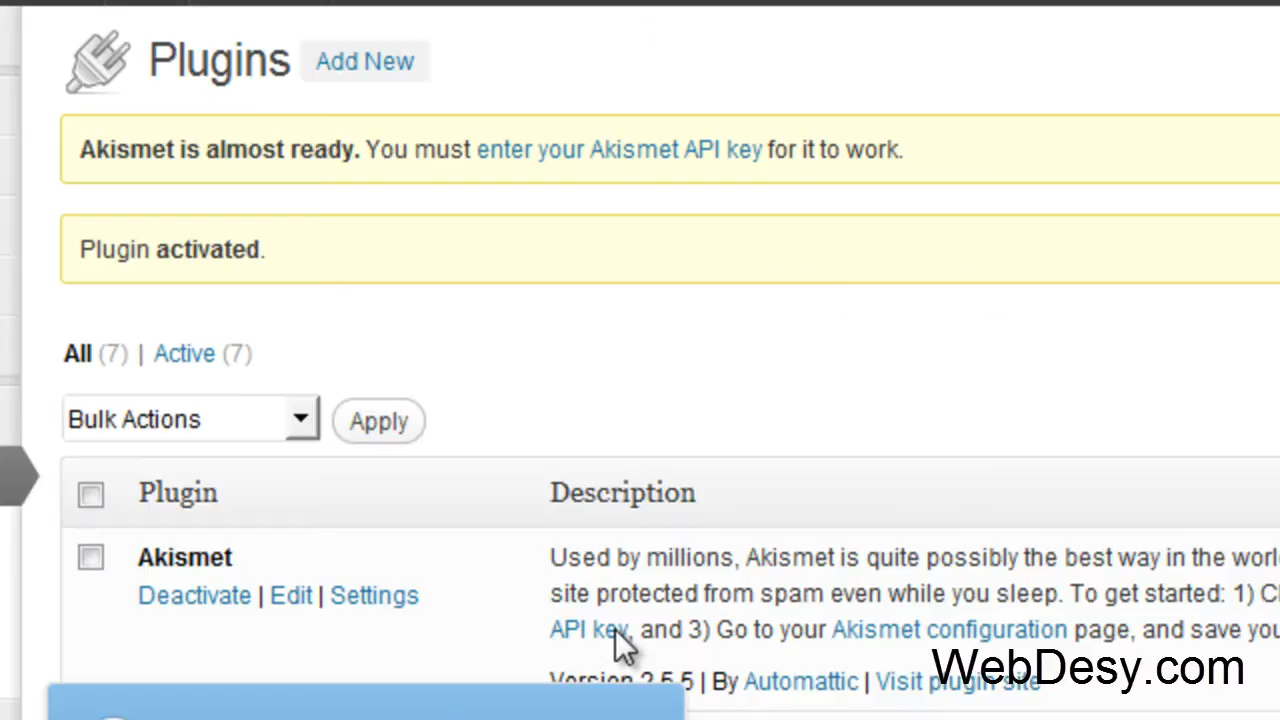 Plugins Add New
Akismet is almost ready. You must enter your Akismet API key for it to work.
Plugin activated.
All (7) | Active (7)
Bulk Actions Apply
Plugin Description
Akismet Used by millions, Akismet is quite possibly the best way in the
Deactivate | Edit | Settings site protected from spam even while you sleep. To get started: 1)
API key, and 3) Go to your Akismet configuration page, and save
Version 2.5.5 | By Automattic | Visit plugin site
WebDesy.com